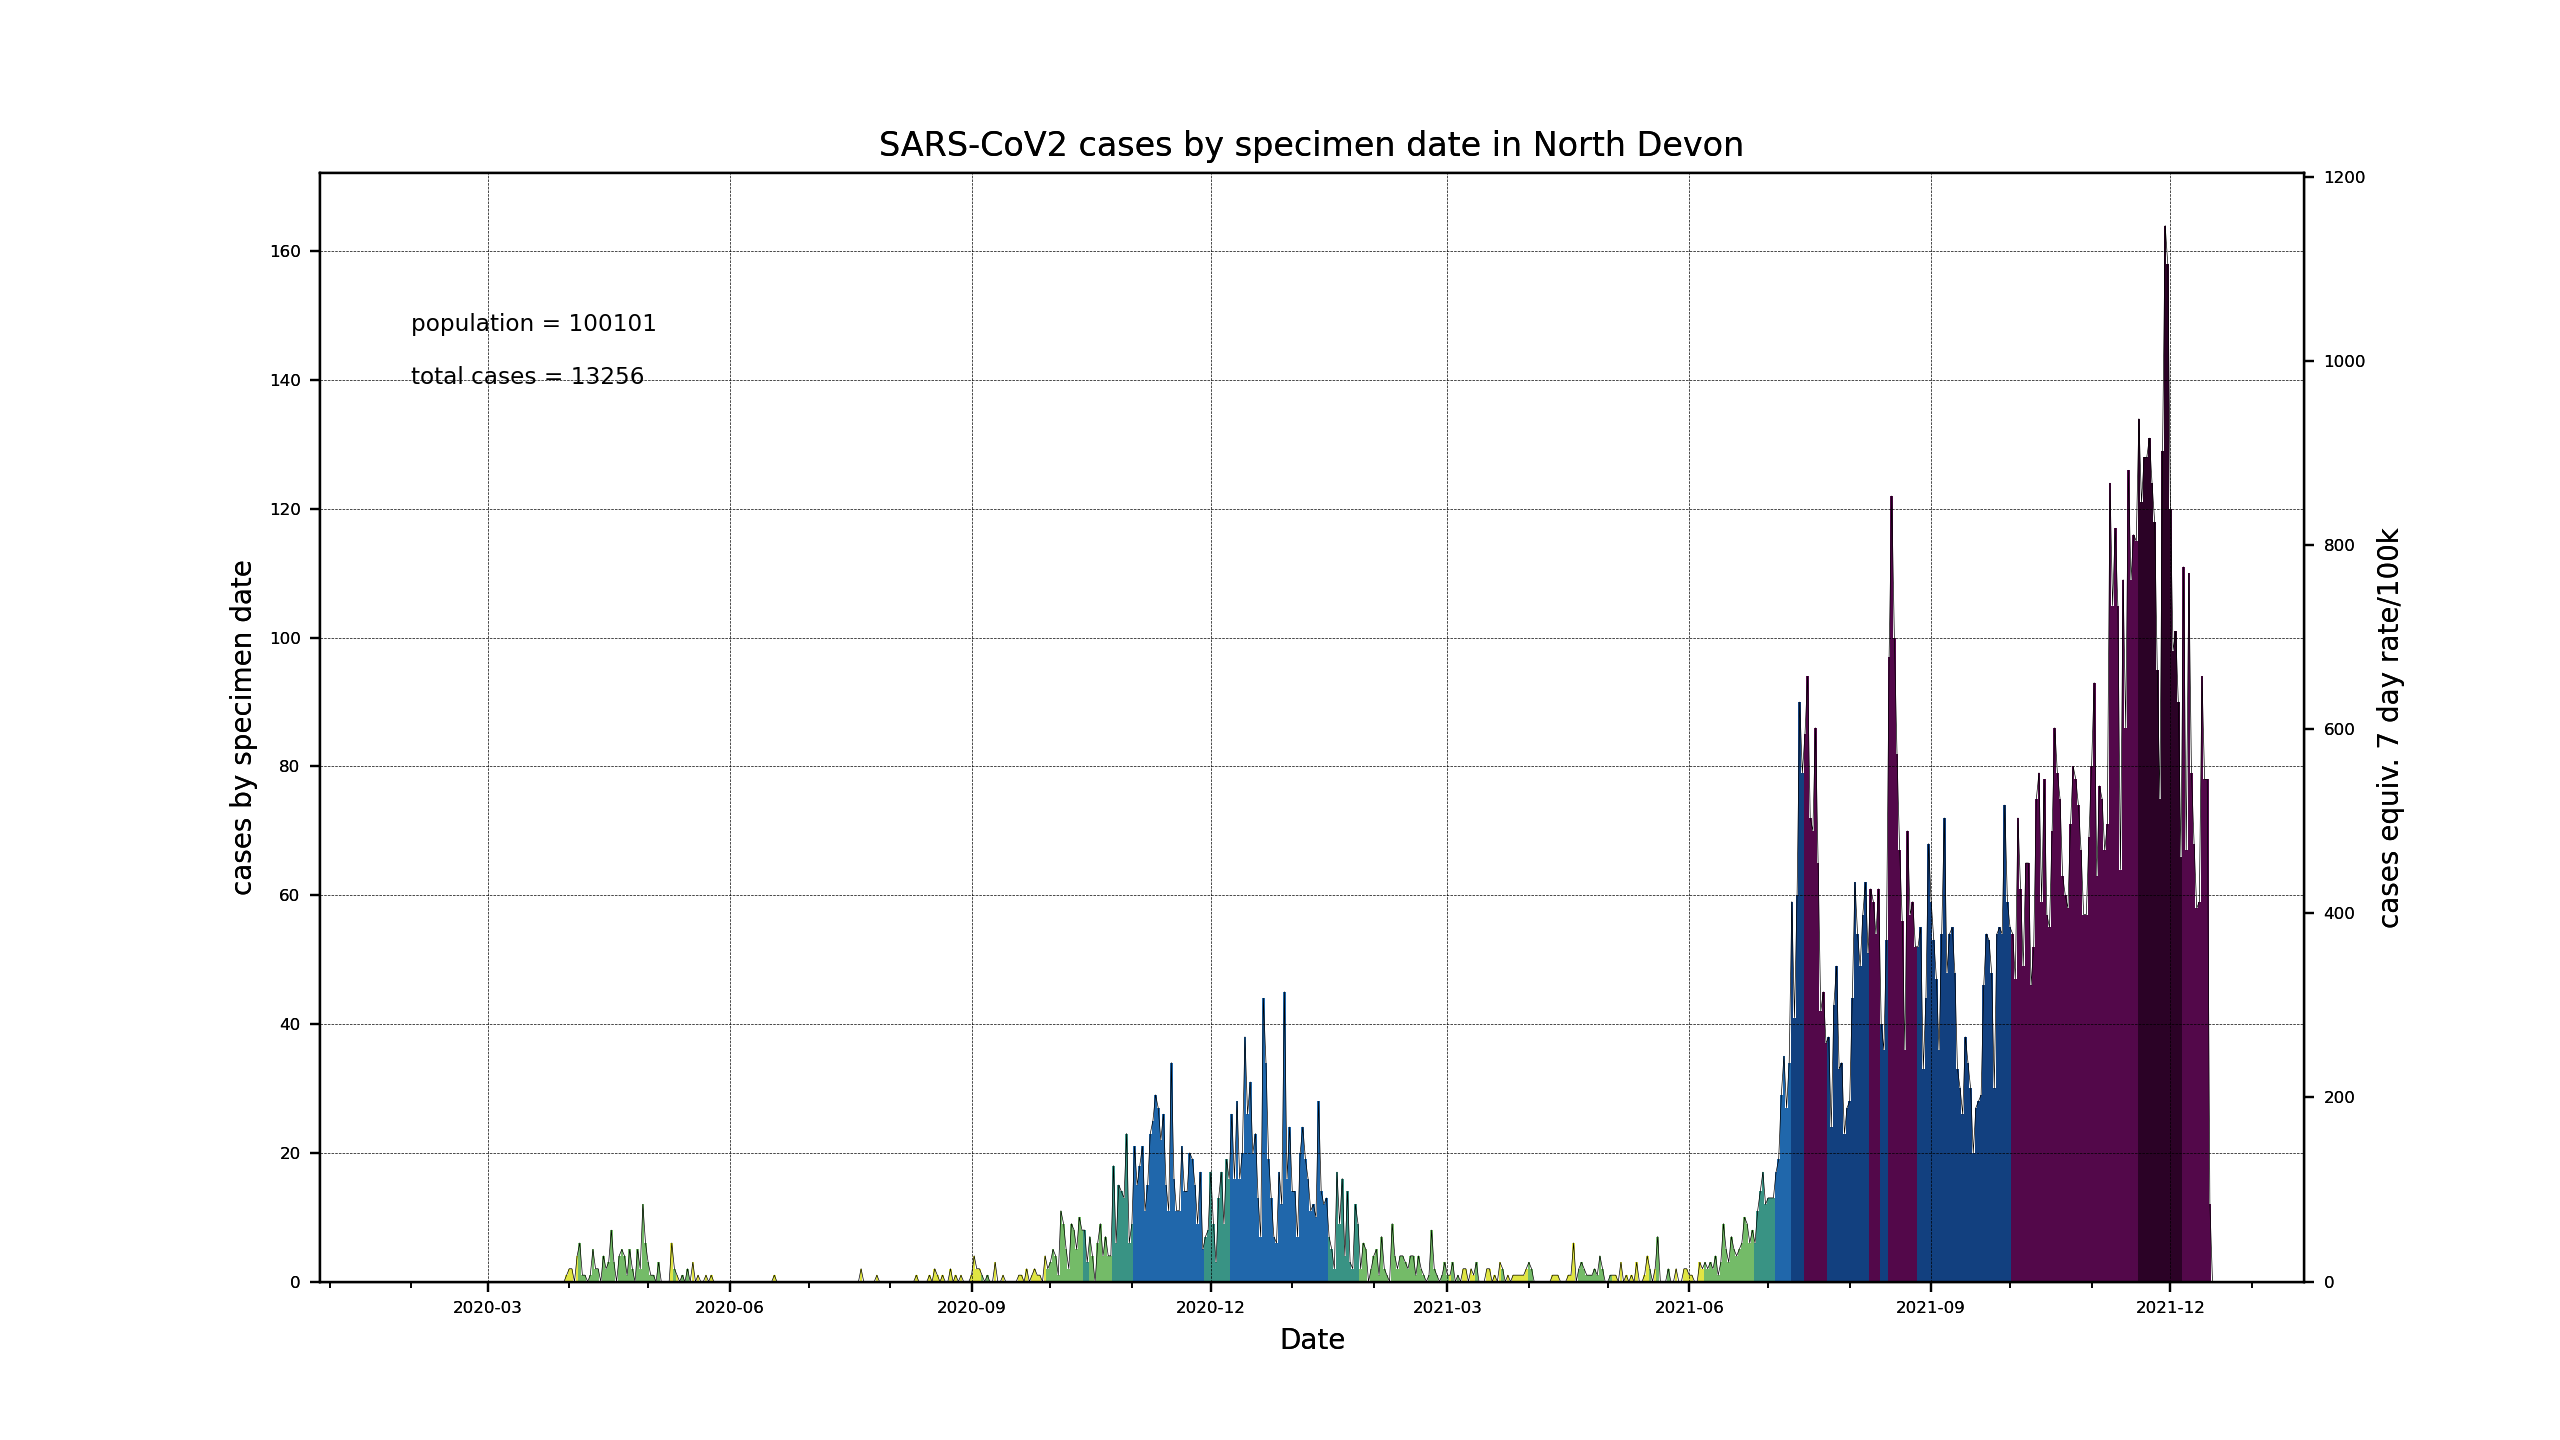 SARS-CoV2 cases by specimen date in North Devon
population = 100101
total cases = 13256
cases by specimen date
160
140
120
100
80
60
40
20
0
1200
1000
800
600
400
200
0
cases equiv. 7 day rate/100k
2020-03 2020-06 2020-09 2020-12 2021-03 2021-06 2021-09 2021-12
Date